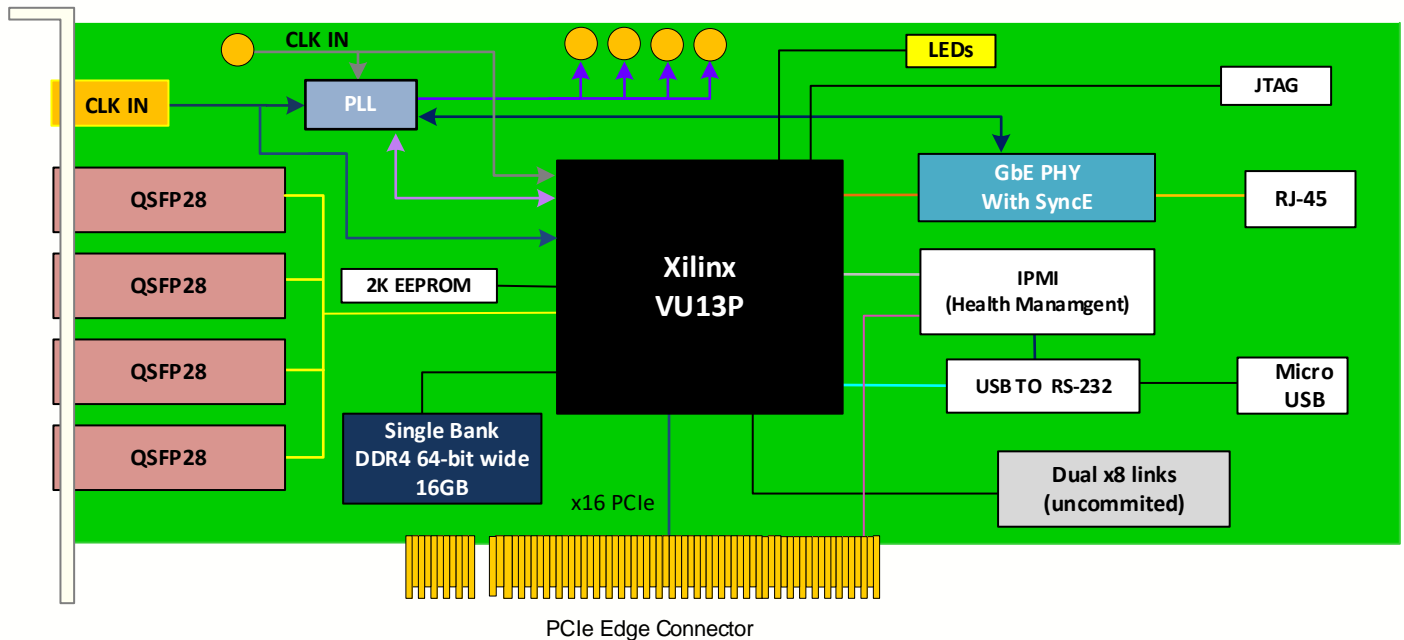 CLK IN
LEDs
CLK IN
PLL
JTAG
QSFP28
GbE PHY
With SyncE
RJ-45
QSFP28
2K EEPROM
Xilinx
VU13P
IPMI
(Health Manamgent)
QSFP28
USB TO RS-232
Micro
USB
QSFP28
Single Bank
DDR4 64-bit wide
16GB
Dual x8 links
(uncommited)
x16 PCIe
PCIe Edge Connector